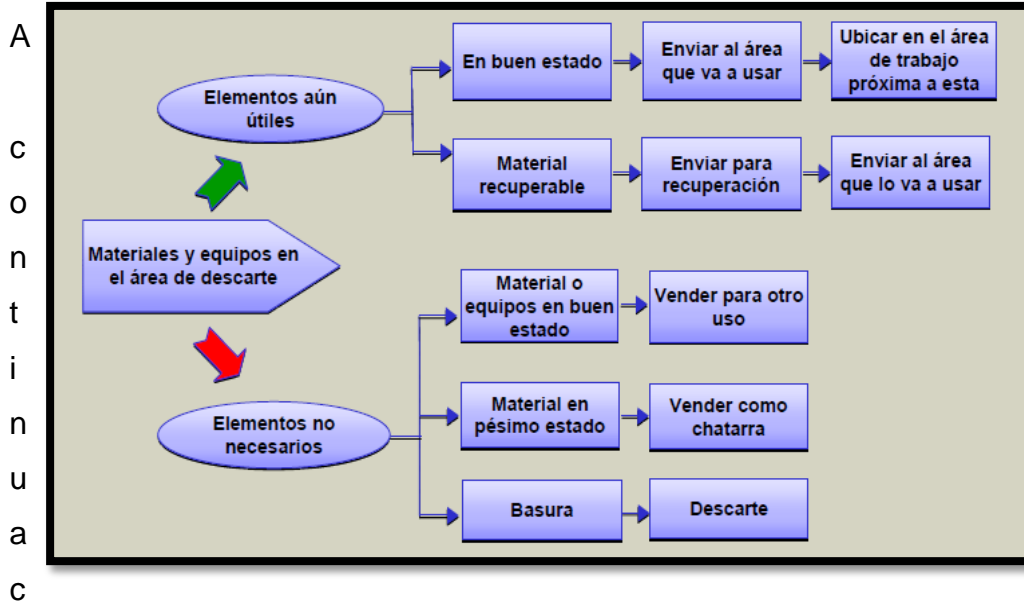 A
c
o
n
t
i
n
u
a
c
Materiales y equipos en
el área de descarte
Elementos aún
útiles
En buen estado
Enviar al área
que va a usar
Ubicar en el área
de trabajo
próxima a esta
Material
recuperable
Enviar para
recuperación
Enviar al área
que lo va a usar
Elementos no
necesarios
Material o
equipos en buen
estado
Vender para otro
uso
Material en
pésimo estado
Vender como
chatarra
Basura
Descarte